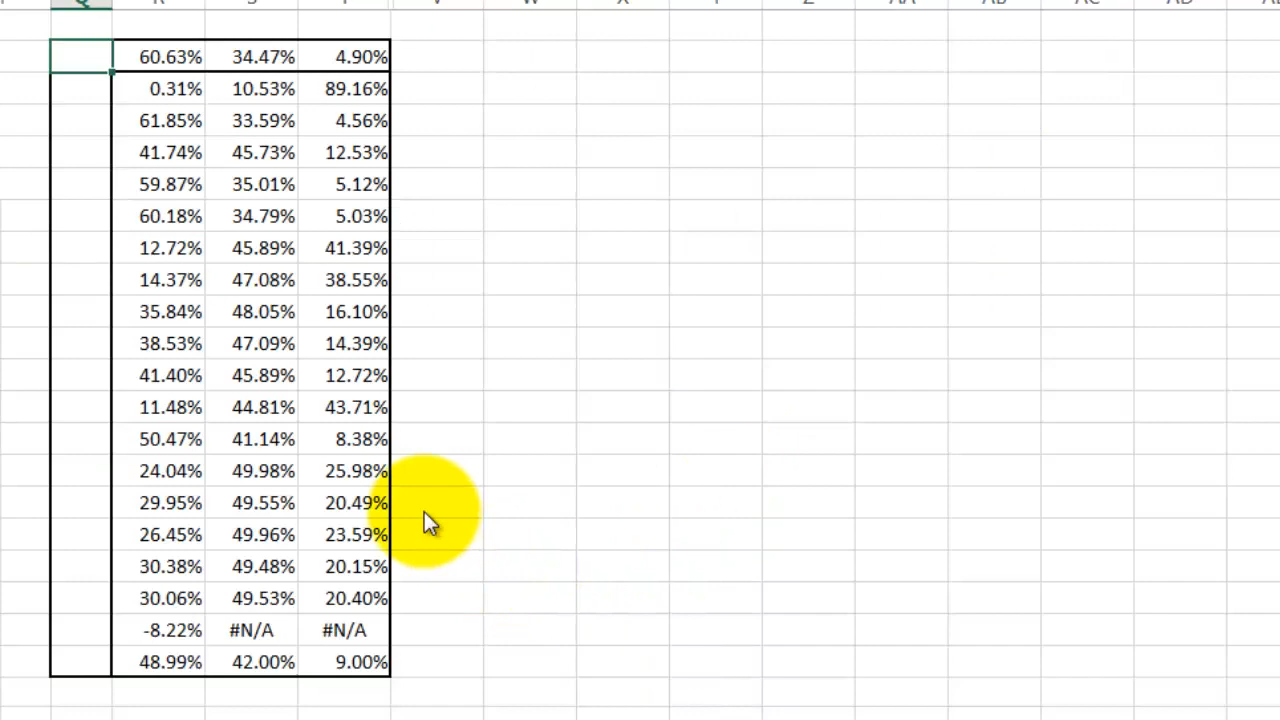 Q R S T V W X Y Z AA AB AC AD
60.63% 34.47% 4.90%
0.31% 10.53% 89.16%
61.85% 33.59% 4.56%
41.74% 45.73% 12.53%
59.87% 35.01% 5.12%
60.18% 34.79% 5.03%
12.72% 45.89% 41.39%
14.37% 47.08% 38.55%
35.84% 48.05% 16.10%
38.53% 47.09% 14.39%
41.40% 45.89% 12.72%
11.48% 44.81% 43.71%
50.47% 41.14% 8.38%
24.04% 49.98% 25.98%
29.95% 49.55% 20.49%
26.45% 49.96% 23.59%
30.38% 49.48% 20.15%
30.06% 49.53% 20.40%
-8.22% #N/A #N/A
48.99% 42.00% 9.00%